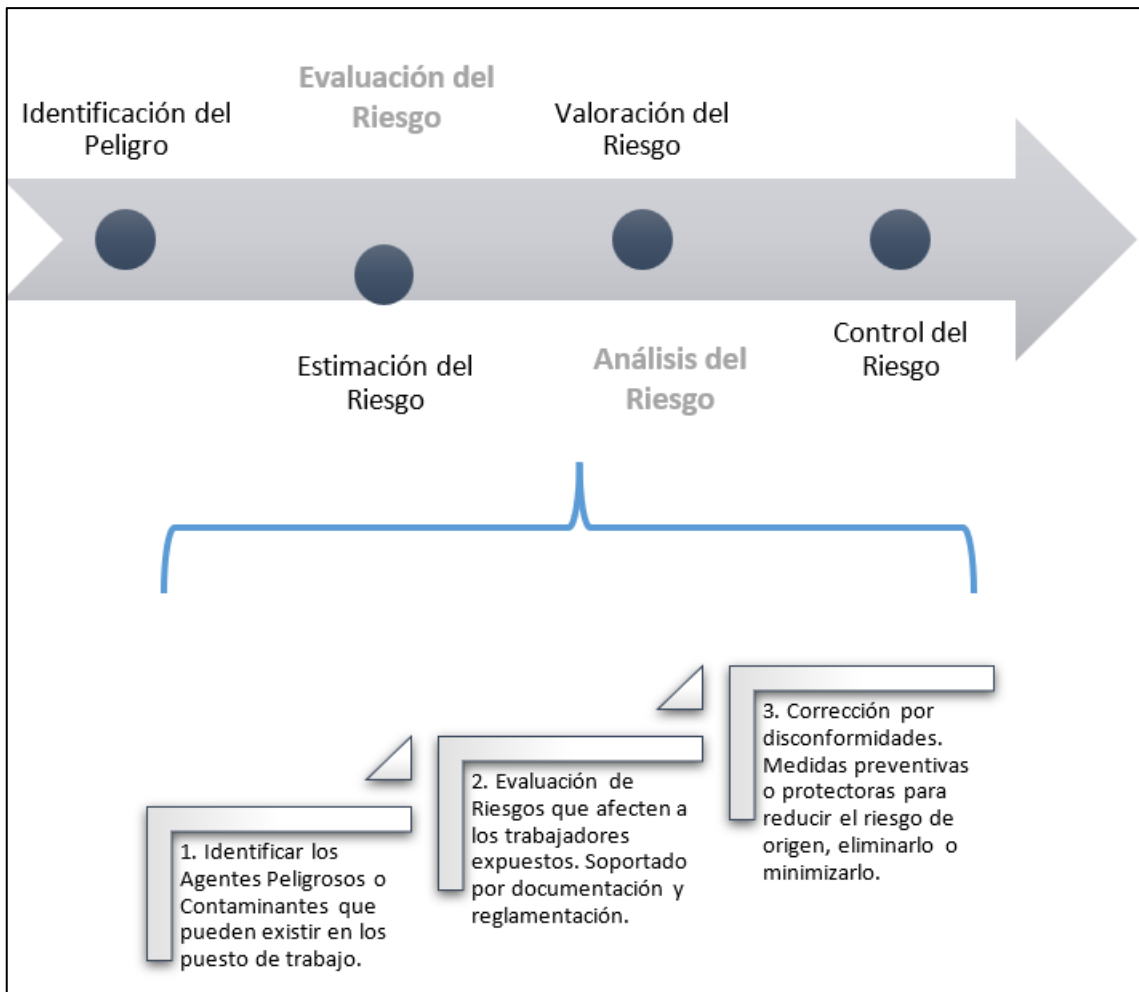 Identificación del
Peligro
Evaluación del
Riesgo
Valoración del
Riesgo
Estimación del
Riesgo
Análisis del
Riesgo
Control del
Riesgo
1. Identificar los
Agentes Peligrosos o
Contaminantes que
pueden existir en los
puesto de trabajo.
2. Evaluación de
Riesgos que afecten a
los trabajadores
expuestos. Soportado
por documentación y
reglamentación.
3. Corrección por
disconformidades.
Medidas preventivas
o protectoras para
reducir el riesgo de
origen, eliminarlo o
minimizarlo.